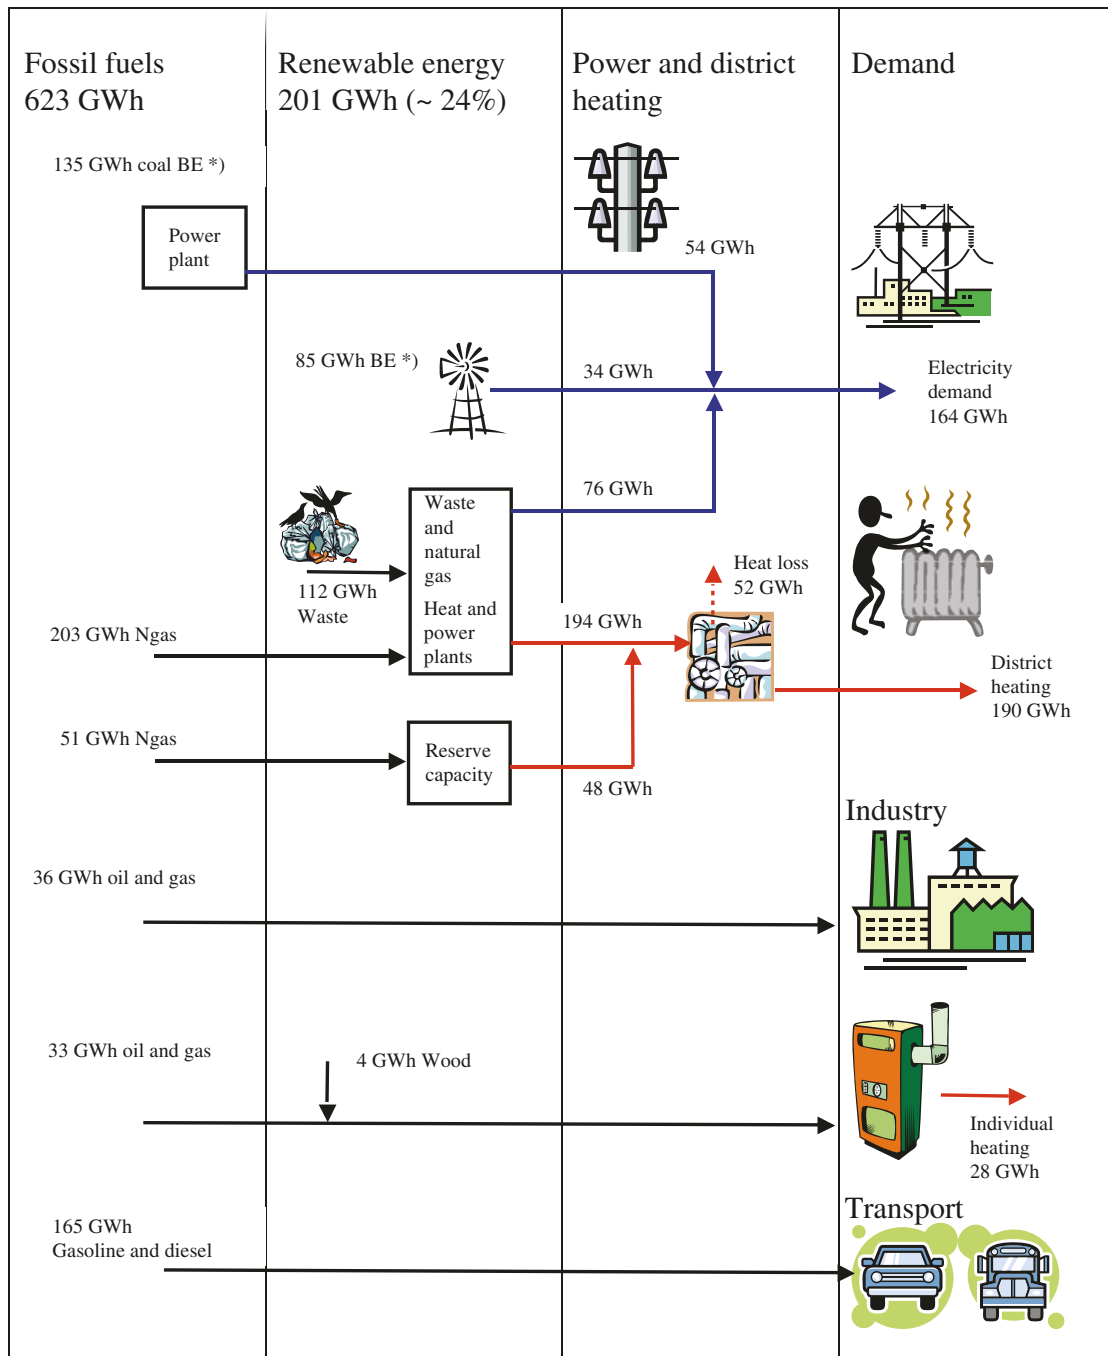 Fossil fuels
623 GWh
Renewable energy
201 GWh (~ 24%)
Power and district
heating
Demand
135 GWh coal BE *)
Power
plant
54 GWh
85 GWh BE *)
34 GWh
Electricity
demand
164 GWh
76 GWh
Waste
and
natural
gas
Heat and
power
plants
112 GWh
Waste
203 GWh Ngas
194 GWh
Heat loss
52 GWh
District
heating
190 GWh
51 GWh Ngas
Reserve
capacity
48 GWh
Industry
36 GWh oil and gas
33 GWh oil and gas
4 GWh Wood
Individual
heating
28 GWh
Transport
165 GWh
Gasoline and diesel